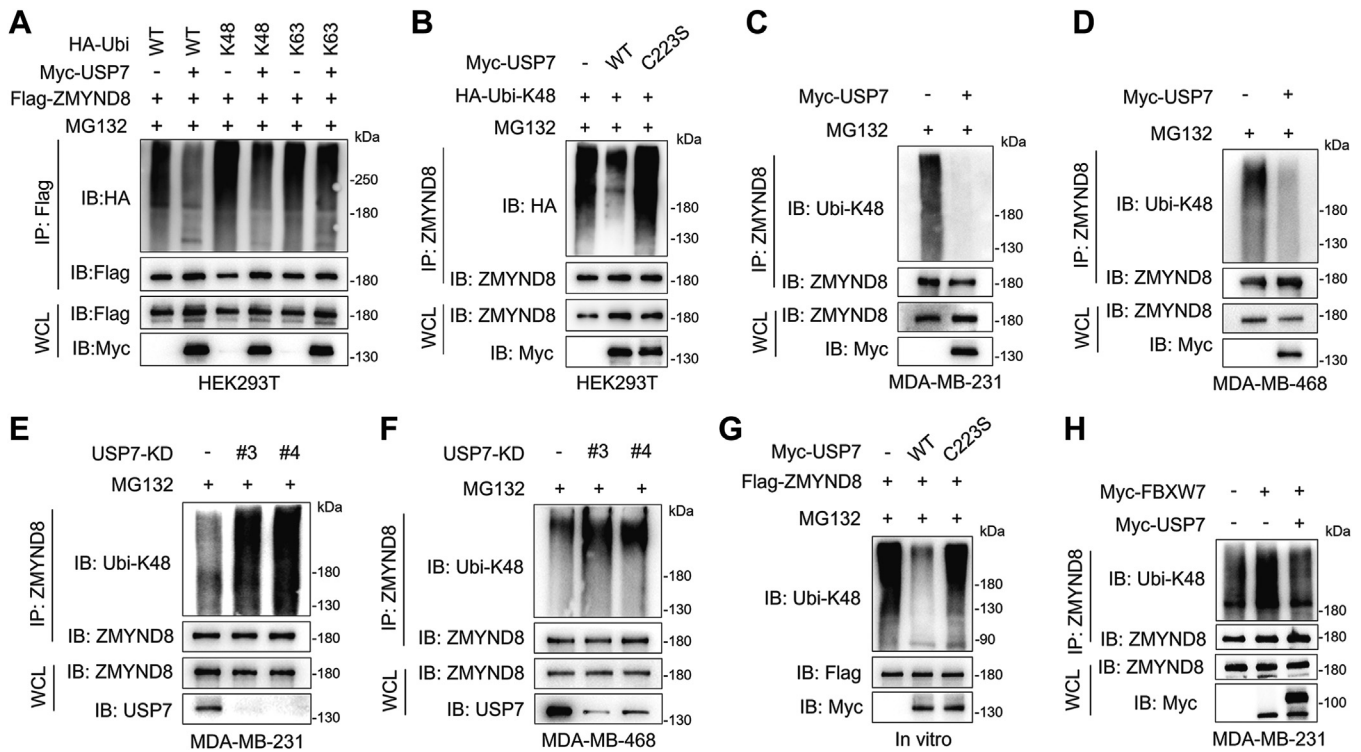 A
HA-Ubi WT WT K48 K48 K63 K63
Myc-USP7 - + - + - +
Flag-ZMYND8 + + + + + +
MG132 + + + + + +
kDa
IP: Flag
IB:HA
-250
-180
IB:Flag
-180
WCL
IB:Flag
-180
IB:Myc
-130
HEK293T
B
Myc-USP7 - WT C223S
HA-Ubi-K48 + + +
MG132 + + +
kDa
IP: ZMYND8
IB: HA
-180
-130
IB: ZMYND8
-180
WCL
IB: ZMYND8
-180
IB: Myc
-130
HEK293T
C
Myc-USP7 - +
MG132 + +
kDa
IP: ZMYND8
IB: Ubi-K48
-180
-130
IB: ZMYND8
-180
WCL
IB: ZMYND8
-180
IB: Myc
-130
MDA-MB-231
D
Myc-USP7 - +
MG132 + +
kDa
IP: ZMYND8
IB: Ubi-K48
-180
-130
IB: ZMYND8
-180
WCL
IB: ZMYND8
-180
IB: Myc
-130
MDA-MB-468
E
USP7-KD - #3 #4
MG132 + + +
kDa
IP: ZMYND8
IB: Ubi-K48
-180
-130
IB: ZMYND8
-180
WCL
IB: ZMYND8
-180
IB: USP7
-130
MDA-MB-231
F
USP7-KD - #3 #4
MG132 + + +
kDa
IP: ZMYND8
IB: Ubi-K48
-180
-130
IB: ZMYND8
-180
WCL
IB: ZMYND8
-180
IB: USP7
-130
MDA-MB-468
G
Myc-USP7 - WT C223S
Flag-ZMYND8 + + +
MG132 + + +
kDa
IB: Ubi-K48
-180
-130
-90
IB: Flag
-180
IB: Myc
-130
In vitro
H
Myc-FBXW7 - + +
Myc-USP7 - - +
kDa
IP: ZMYND8
IB: Ubi-K48
-180
IB: ZMYND8
-180
WCL
IB: ZMYND8
-180
IB: Myc
-100
MDA-MB-231